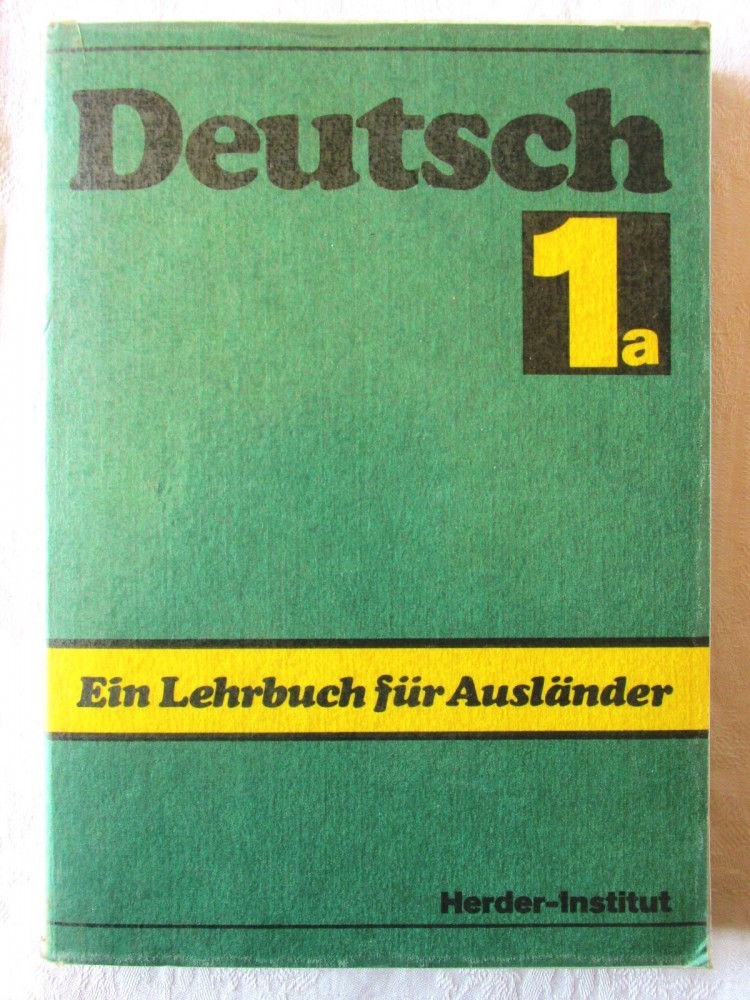 Deutsch
1a
Ein Lehrbuch für Ausländer
Herder-Institut